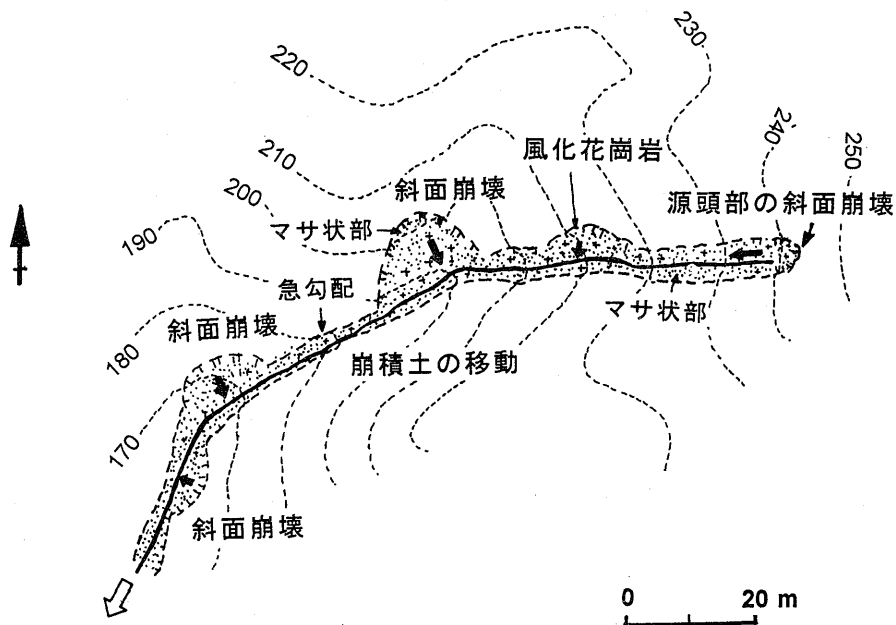 230
220
240
250
風化花崗岩
210
斜面崩壊
源頭部の斜面崩壊
200
マサ状部
190
急勾配
マサ状部
斜面崩壊
180
崩積土の移動
170
斜面崩壊
0 20 m